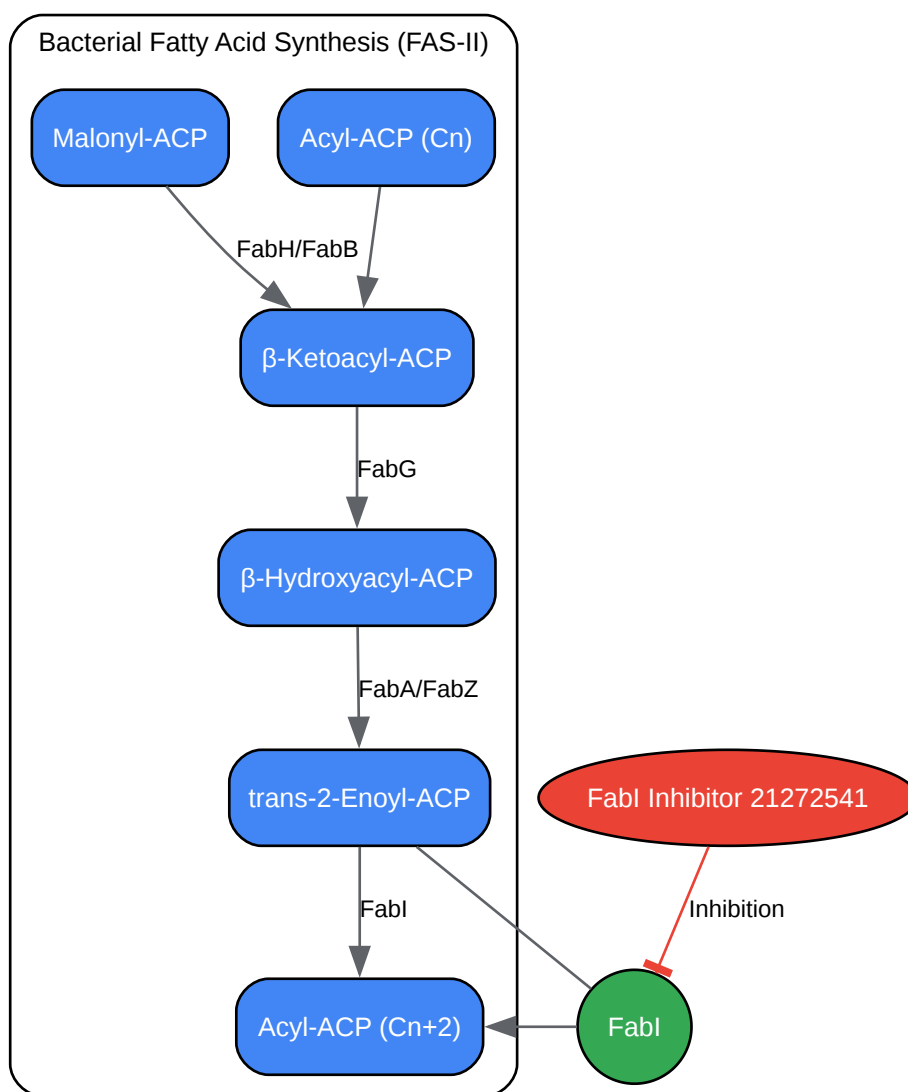 Bacterial Fatty Acid Synthesis (FAS-II)
Malonyl-ACP
Acyl-ACP (Cn)
FabH/FabB
β-Ketoacyl-ACP
FabG
β-Hydroxyacyl-ACP
FabA/FabZ
trans-2-Enoyl-ACP
FabI Inhibitor 21272541
FabI
Inhibition
Acyl-ACP (Cn+2)
FabI